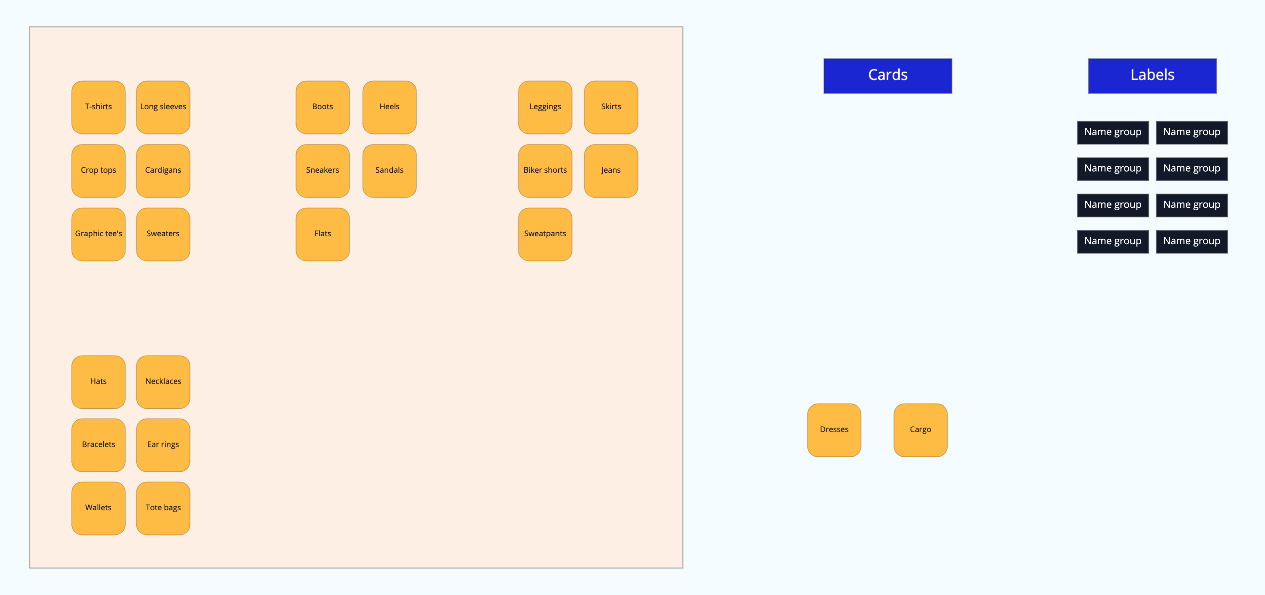 T-shirts
Long sleeves
Crop tops
Cardigans
Graphic tee's
Sweaters
Boots
Heels
Sneakers
Sandals
Flats
Leggings
Skirts
Biker shorts
Jeans
Sweatpants
Hats
Necklaces
Bracelets
Ear rings
Wallets
Tote bags
Cards
Dresses
Cargo
Labels
Name group
Name group
Name group
Name group
Name group
Name group
Name group
Name group